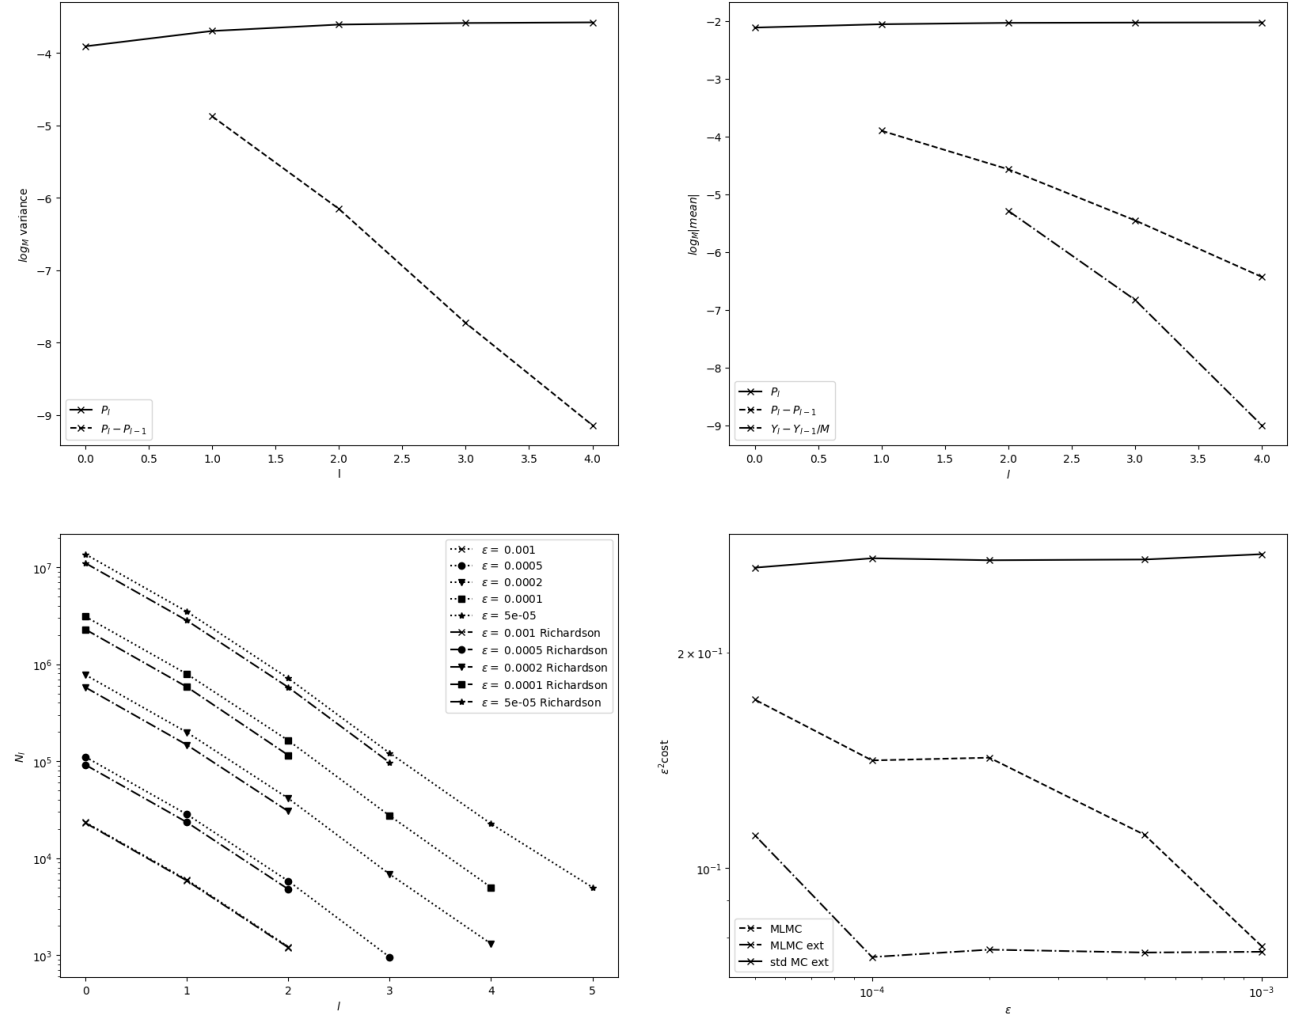 −4
−5
−6
−7
−8
−9
log_M variance
0.0 0.5 1.0 1.5 2.0 2.5 3.0 3.5 4.0
l
P_l
P_l − P_{l−1}
−2
−3
−4
−5
−6
−7
−8
−9
log_M|mean|
0.0 0.5 1.0 1.5 2.0 2.5 3.0 3.5 4.0
l
P_l
P_l − P_{l−1}
Y_l − Y_{l−1}/M
10^7
10^6
10^5
10^4
10^3
N_l
0 1 2 3 4 5
l
ε = 0.001
ε = 0.0005
ε = 0.0002
ε = 0.0001
ε = 5e-05
ε = 0.001 Richardson
ε = 0.0005 Richardson
ε = 0.0002 Richardson
ε = 0.0001 Richardson
ε = 5e-05 Richardson
2 × 10^{−1}
10^{−1}
ε^2cost
10^{−4} 10^{−3}
ε
MLMC
MLMC ext
std MC ext